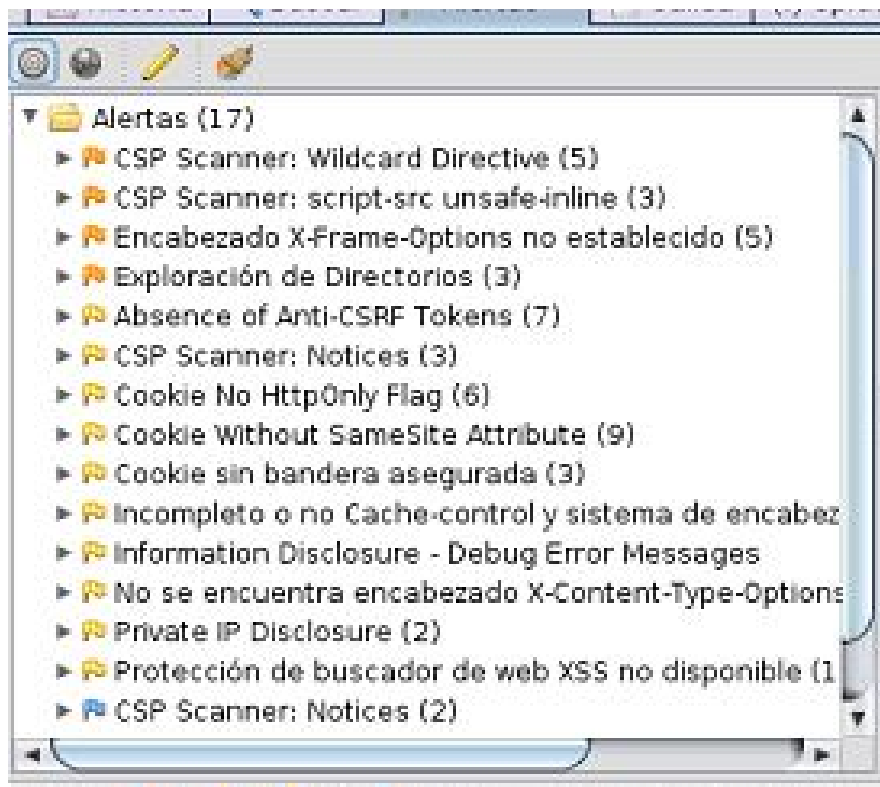 Alertas (17)
CSP Scanner: Wildcard Directive (5)
CSP Scanner: script-src unsafe-inline (3)
Encabezado X-Frame-Options no establecido (5)
Exploración de Directorios (3)
Absence of Anti-CSRF Tokens (7)
CSP Scanner: Notices (3)
Cookie No HttpOnly Flag (6)
Cookie Without SameSite Attribute (9)
Cookie sin bandera asegurada (3)
Incompleto o no Cache-control y sistema de encabez
Information Disclosure - Debug Error Messages
No se encuentra encabezado X-Content-Type-Options
Private IP Disclosure (2)
Protección de buscador de web XSS no disponible (1
CSP Scanner: Notices (2)